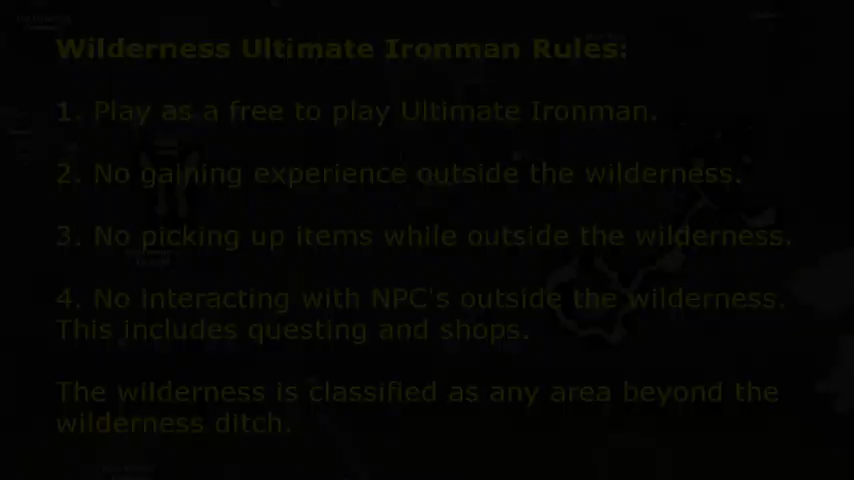 Wilderness Ultimate Ironman Rules:
1. Play as a free to play Ultimate Ironman.
2. No gaining experience outside the wilderness.
3. No picking up items while outside the wilderness.
4. No interacting with NPC's outside the wilderness.
This includes questing and shops.
The wilderness is classified as any area beyond the
wilderness ditch.